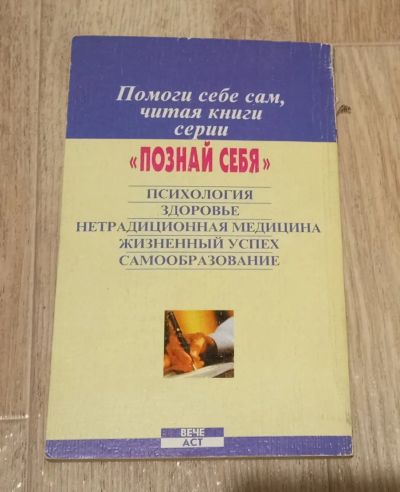 Помоги себе сам,
читая книги
серии
«ПОЗНАЙ СЕБЯ»
ПСИХОЛОГИЯ
ЗДОРОВЬЕ
НЕТРАДИЦИОННАЯ МЕДИЦИНА
ЖИЗНЕННЫЙ УСПЕХ
САМООБРАЗОВАНИЕ
ВЕЧЕ
АСТ